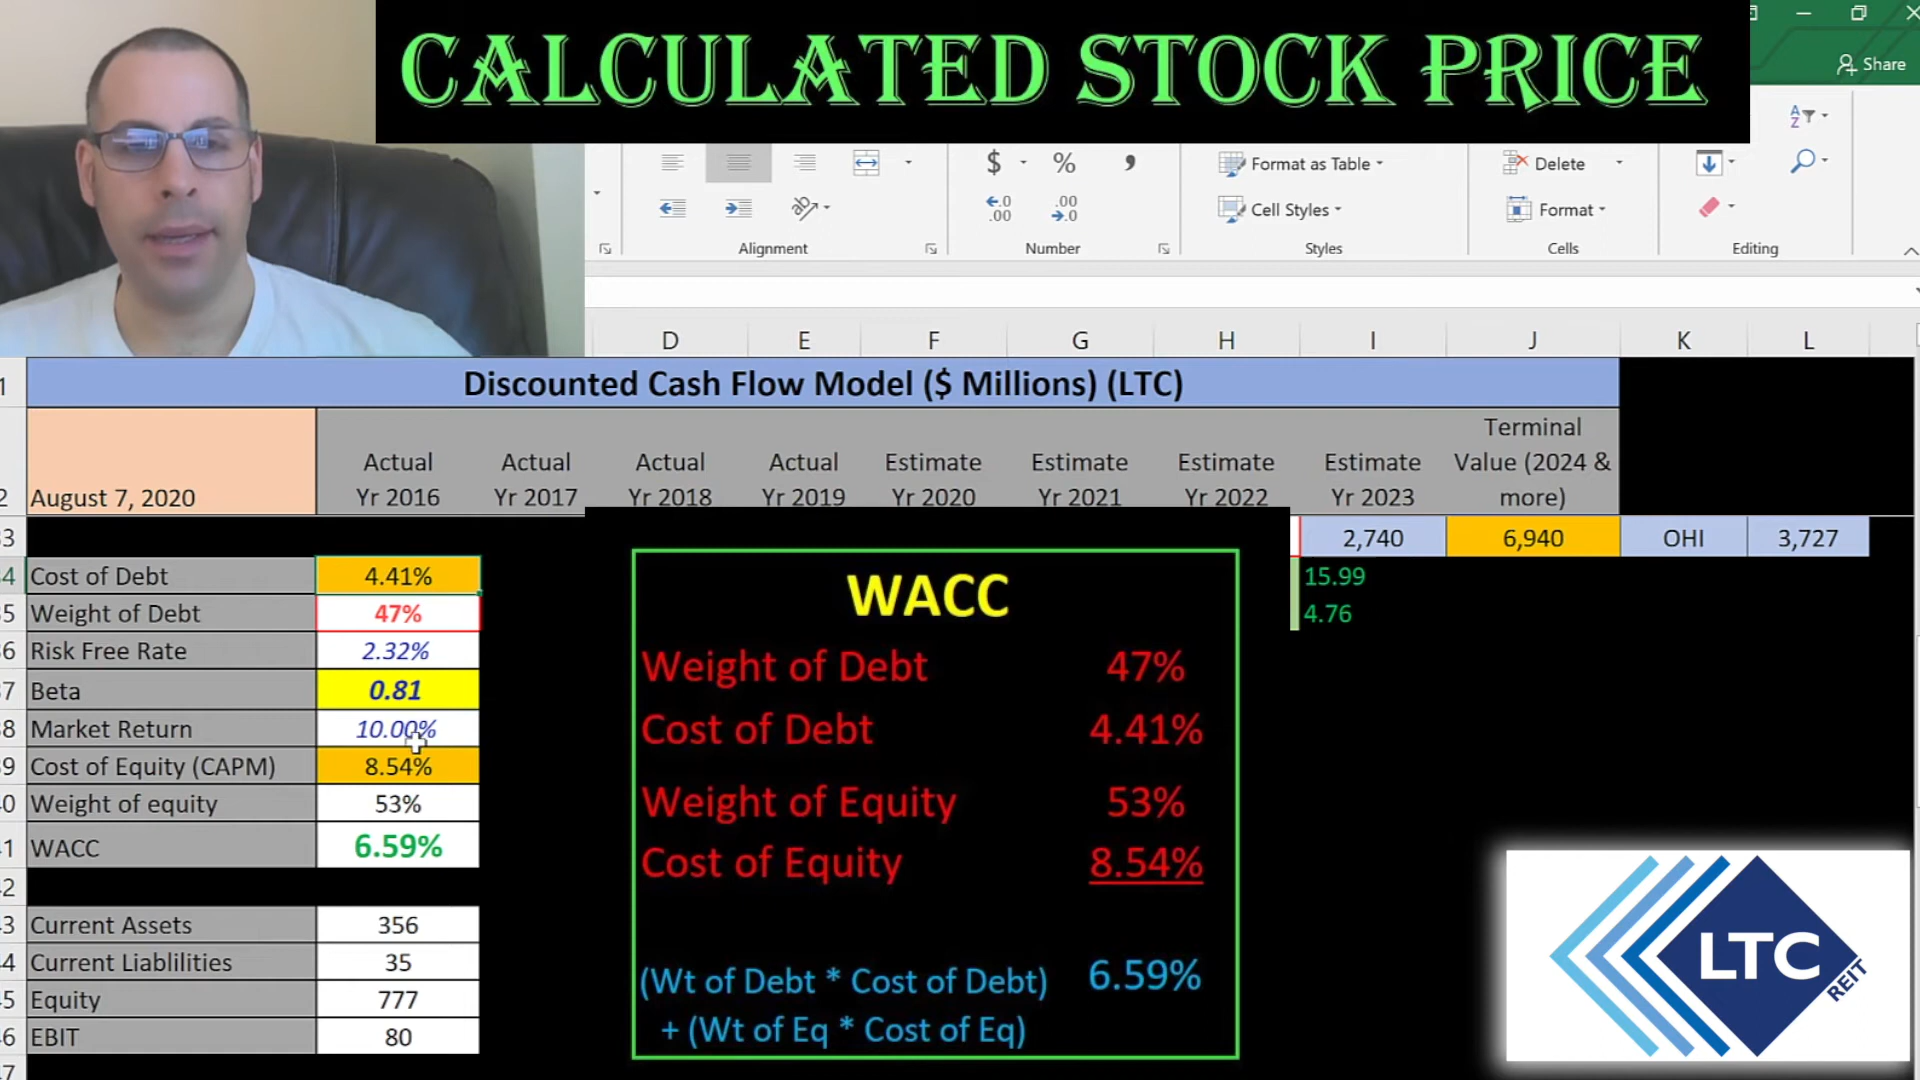 CALCULATED STOCK PRICE
Share
Format as Table
Delete
Cell Styles
Format
Alignment
Number
Styles
Cells
Editing
D E F G H I J K L
1 Discounted Cash Flow Model ($ Millions) (LTC)
2 August 7, 2020
Actual Yr 2016
Actual Yr 2017
Actual Yr 2018
Actual Yr 2019
Estimate Yr 2020
Estimate Yr 2021
Estimate Yr 2022
Estimate Yr 2023
Terminal Value (2024 & more)
33 2,740 6,940 OHI 3,727
Cost of Debt 4.41% 15.99
Weight of Debt 47% 4.76
Risk Free Rate 2.32%
Beta 0.81
Market Return 10.00%
Cost of Equity (CAPM) 8.54%
Weight of equity 53%
WACC 6.59%
Current Assets 356
Current Liablilities 35
Equity 777
EBIT 80
WACC
Weight of Debt 47%
Cost of Debt 4.41%
Weight of Equity 53%
Cost of Equity 8.54%
(Wt of Debt * Cost of Debt) 6.59%
+ (Wt of Eq * Cost of Eq)
LTC
REIT